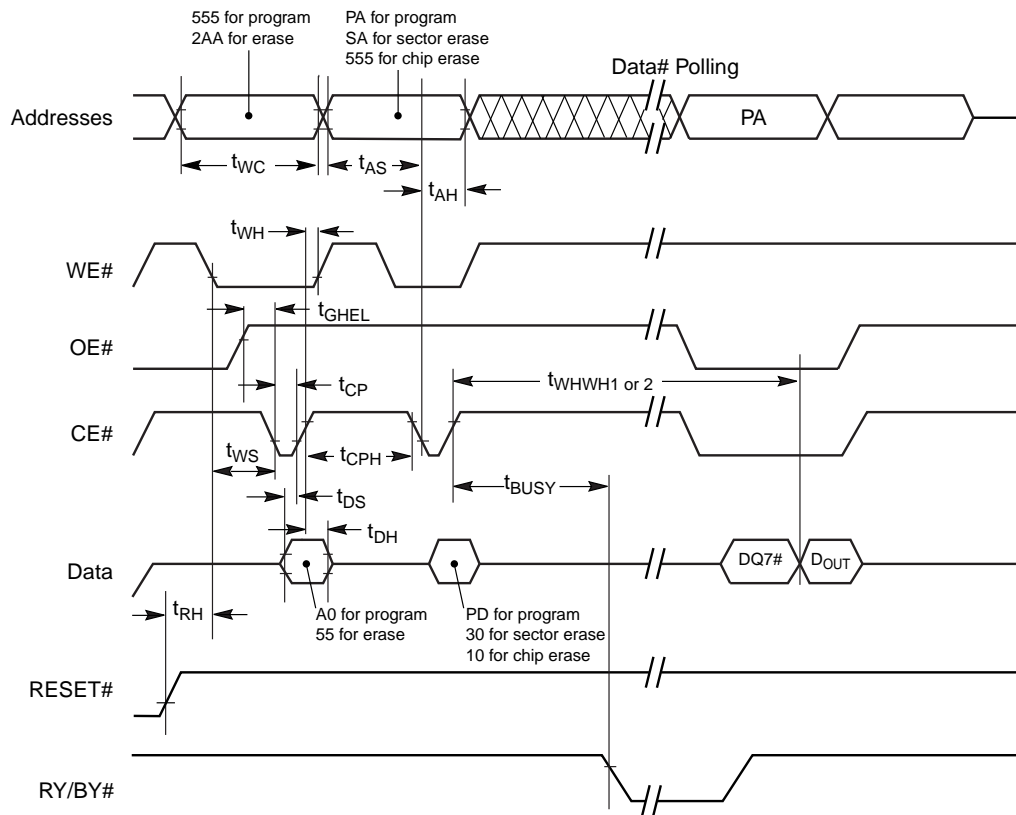 555 for program
2AA for erase
PA for program
SA for sector erase
555 for chip erase
Data# Polling
Addresses
PA
tWC
tAS
tAH
tWH
WE#
tGHEL
OE#
tCP
tWHWH1 or 2
CE#
tWS
tCPH
tBUSY
tDS
tDH
Data
DQ7#
DOUT
tRH
A0 for program
55 for erase
PD for program
30 for sector erase
10 for chip erase
RESET#
RY/BY#